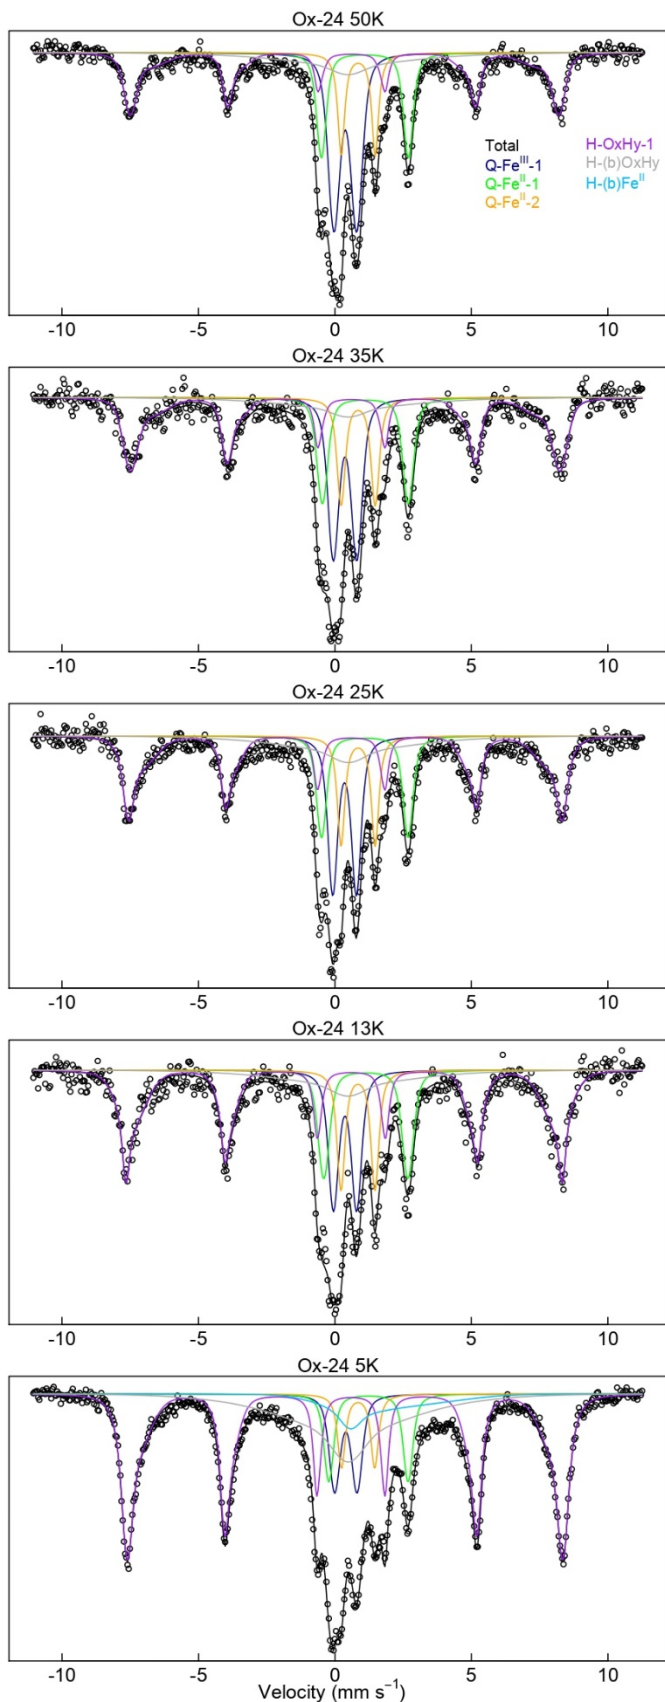 Ox-24 50K
Total
Q-Feᴵᴵᴵ-1
Q-Feᴵᴵ-1
Q-Feᴵᴵ-2
H-OxHy-1
H-(b)OxHy
H-(b)Feᴵᴵ
-10 -5 0 5 10
Ox-24 35K
-10 -5 0 5 10
Ox-24 25K
-10 -5 0 5 10
Ox-24 13K
-10 -5 0 5 10
Ox-24 5K
-10 -5 0 5 10
Velocity (mm s⁻¹)